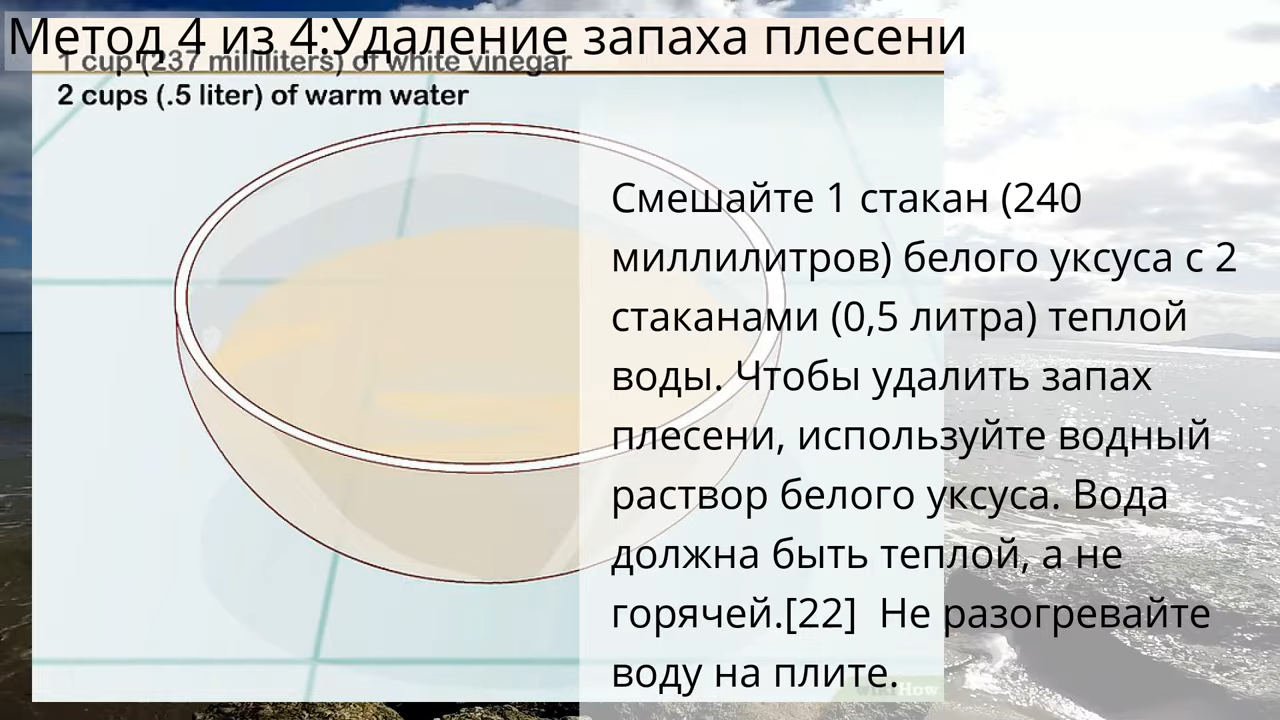 Метод 4 из 4:Удаление запаха плесени
1 cup (237 milliliters) of white vinegar
2 cups (.5 liter) of warm water
Смешайте 1 стакан (240
миллилитров) белого уксуса с 2
стаканами (0,5 литра) теплой
воды. Чтобы удалить запах
плесени, используйте водный
раствор белого уксуса. Вода
должна быть теплой, а не
горячей.[22]  Не разогревайте
воду на плите.
wikiHow